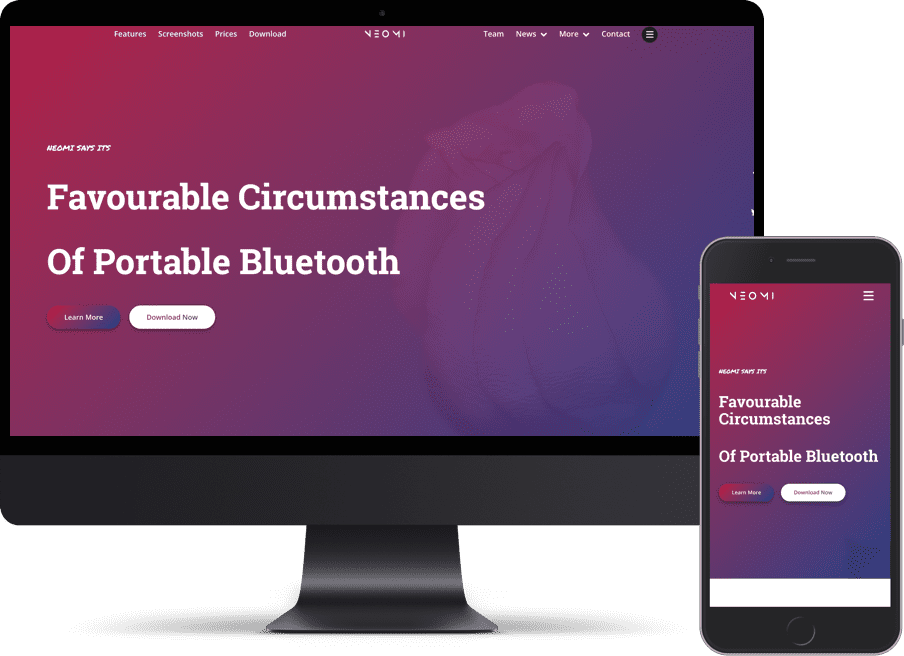 Features Screenshots Prices Download NEOMI Team News More Contact
NEOMI SAYS ITS
Favourable Circumstances
Of Portable Bluetooth
Learn More Download Now
NEOMI
NEOMI SAYS ITS
Favourable
Circumstances
Of Portable Bluetooth
Learn More Download Now